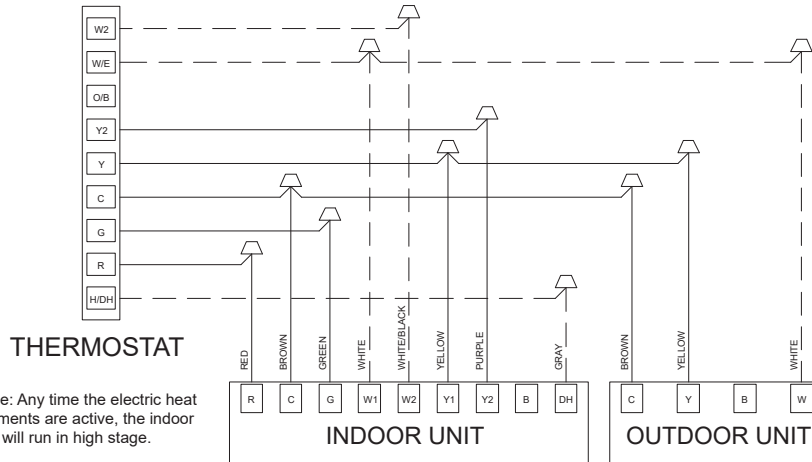 W2
W/E
O/B
Y2
Y
C
G
R
H/DH
THERMOSTAT
e: Any time the electric heat
ments are active, the indoor
will run in high stage.
RED
BROWN
GREEN
WHITE
WHITE/BLACK
YELLOW
PURPLE
GRAY
R
C
G
W1
W2
Y1
Y2
B
DH
INDOOR UNIT
BROWN
YELLOW
WHITE
C
Y
B
W
OUTDOOR UNIT